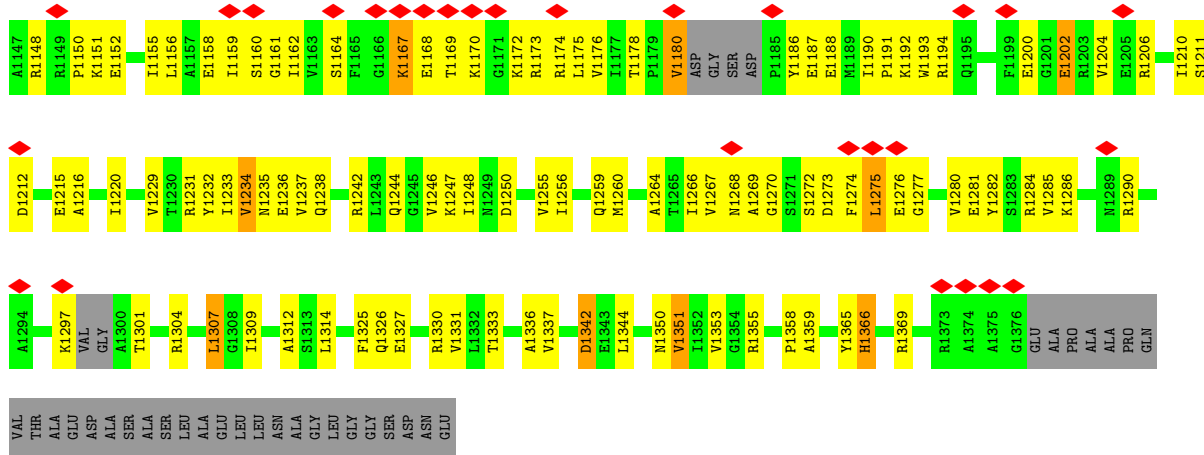 A1147 R1148 R1149 P1150 K1151 E1152 I1155 L1156 A1157 E1158 I1159 S1160 G1161 I1162 V1163 S1164 F1165 G1166 K1167 E1168 T1169 K1170 G1171 K1172 R1173 R1174 L1175 V1176 I1177 T1178 P1179 V1180 ASP GLY SER ASP P1185 Y1186 E1187 E1188 M1189 I1190 P1191 K1192 W1193 R1194 Q1195 F1199 E1200 G1201 E1202 R1203 V1204 E1205 R1206 I1210 S1211
D1212 E1215 A1216 I1220 V1229 T1230 R1231 Y1232 I1233 V1234 N1235 E1236 V1237 Q1238 R1242 L1243 Q1244 G1245 V1246 K1247 I1248 N1249 D1250 V1255 I1256 Q1259 M1260 A1264 T1265 I1266 V1267 N1268 A1269 G1270 S1271 S1272 D1273 F1274 L1275 E1276 G1277 V1280 E1281 Y1282 S1283 R1284 V1285 K1286 N1289 R1290
A1294 K1297 VAL GLY A1300 T1301 R1304 L1307 G1308 I1309 A1312 S1313 L1314 F1325 Q1326 E1327 R1330 V1331 L1332 T1333 A1336 V1337 D1342 E1343 L1344 N1350 V1351 I1352 V1353 G1354 R1355 P1358 A1359 Y1365 H1366 R1369 R1373 A1374 A1375 G1376 GLU ALA PRO ALA ALA PRO GLN
VAL THR ALA GLU ASP ALA SER ALA SER LEU ALA GLU LEU LEU ASN ALA GLY LEU GLY GLY SER ASP ASN GLU